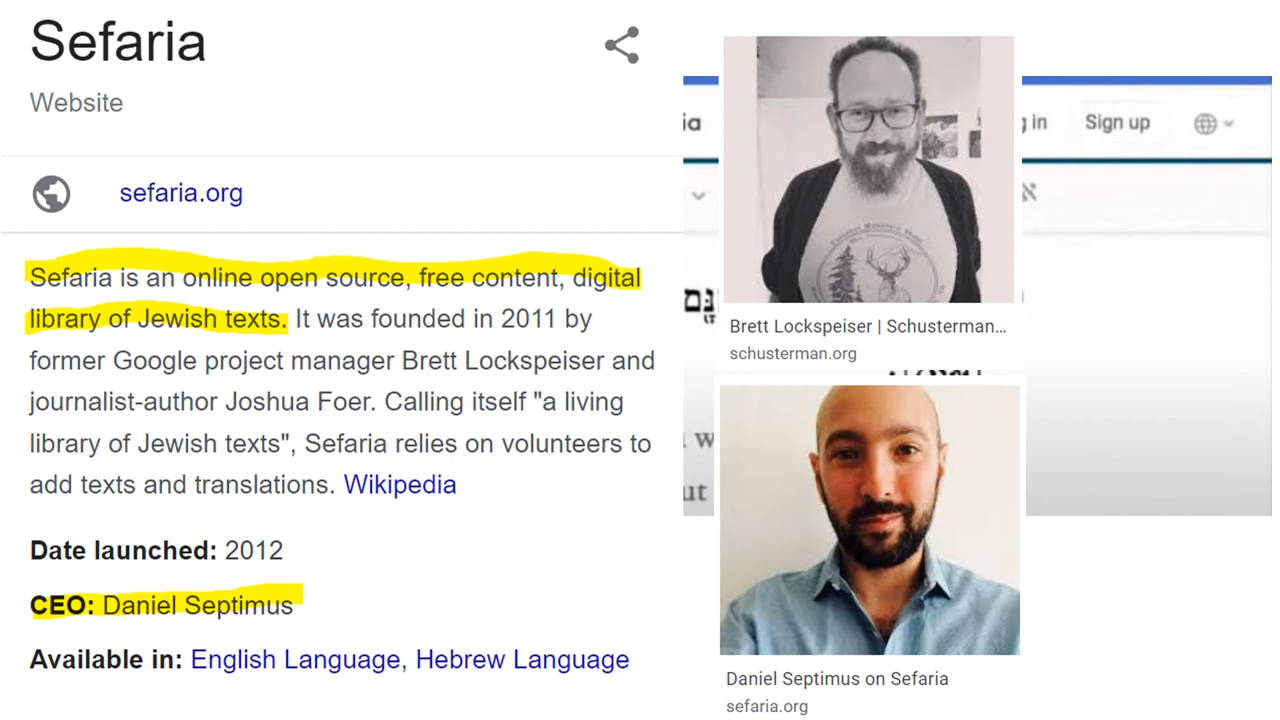 Sefaria
Website
sefaria.org
Sefaria is an online open source, free content, digital
library of Jewish texts. It was founded in 2011 by
former Google project manager Brett Lockspeiser and
journalist-author Joshua Foer. Calling itself "a living
library of Jewish texts", Sefaria relies on volunteers to
add texts and translations. Wikipedia
Date launched: 2012
CEO: Daniel Septimus
Available in: English Language, Hebrew Language
in Sign up
א
Brett Lockspeiser | Schusterman...
schusterman.org
Daniel Septimus on Sefaria
sefaria.org